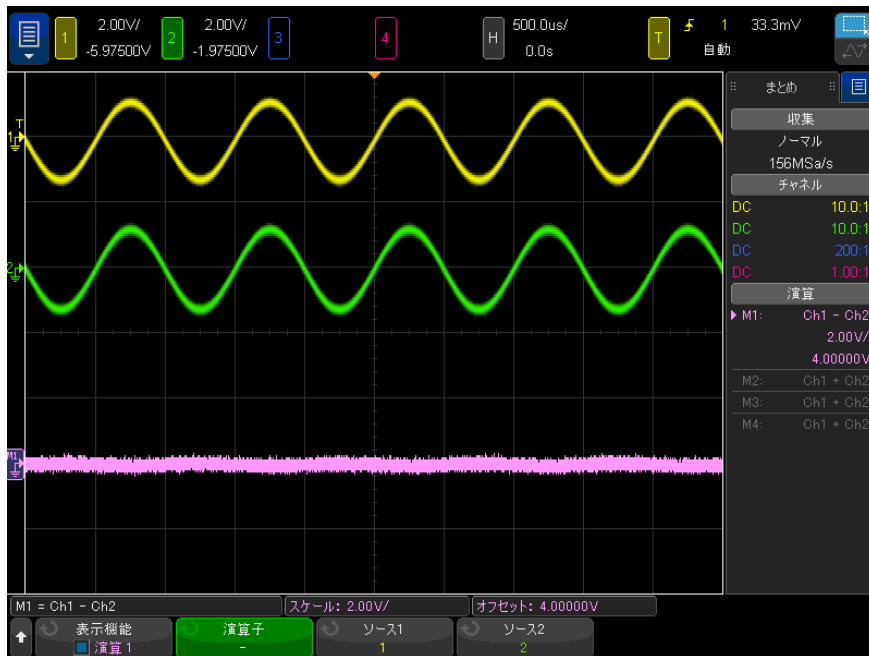 1 2.00V/ -5.97500V
2 2.00V/ -1.97500V
3
4
H 500.0us/ 0.0s
T 1 33.3mV 自動
まとめ
収集
ノーマル
156MSa/s
チャネル
DC 10.0:1
DC 10.0:1
DC 200:1
DC 1.00:1
演算
M1: Ch1 - Ch2
2.00V/
4.00000V
M2: Ch1 + Ch2
M3: Ch1 + Ch2
M4: Ch1 + Ch2
T
1
2
M1
M1 = Ch1 - Ch2 スケール: 2.00V/ オフセット: 4.00000V
表示機能 演算子 ソース1 ソース2
演算 1 - 1 2